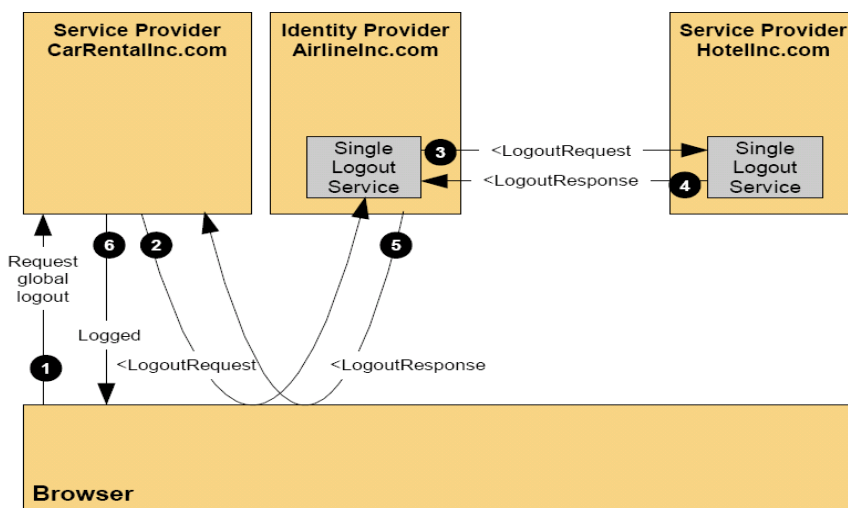 Service Provider
CarRentalInc.com
Identity Provider
AirlineInc.com
Service Provider
HotelInc.com
Single
Logout
Service
3
<LogoutRequest
<LogoutResponse
4
Single
Logout
Service
6
2
5
Request
global
logout
Logged
<LogoutRequest
<LogoutResponse
1
Browser